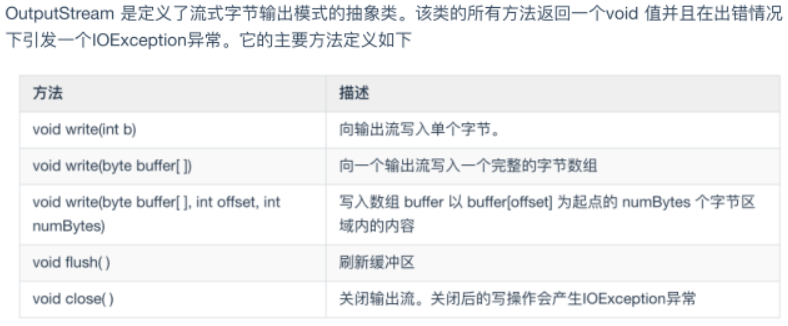 OutputStream 是定义了流式字节输出模式的抽象类。该类的所有方法返回一个void 值并且在出错情况
下引发一个IOException异常。它的主要方法定义如下
方法 描述
void write(int b) 向输出流写入单个字节。
void write(byte buffer[ ]) 向一个输出流写入一个完整的字节数组
void write(byte buffer[ ], int offset, int 写入数组 buffer 以 buffer[offset] 为起点的 numBytes 个字节区
numBytes) 域内的内容
void flush( ) 刷新缓冲区
void close( ) 关闭输出流。关闭后的写操作会产生IOException异常